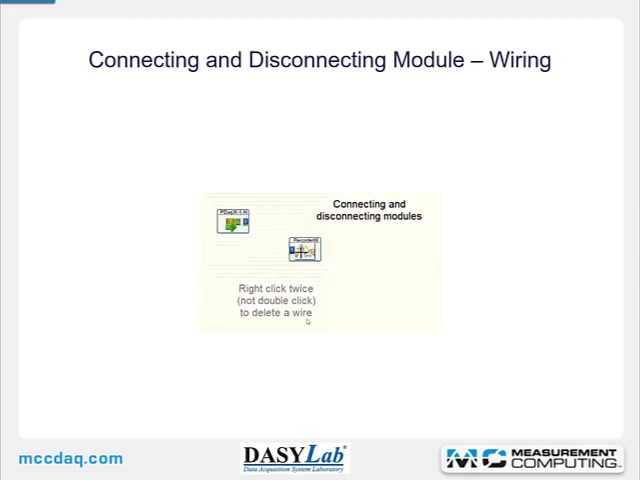 Connecting and Disconnecting Module – Wiring
Connecting and
disconnecting modules
Right click twice
(not double click)
to delete a wire
mccdaq.com
DASYLab®
Data Acquisition System Laboratory
MEASUREMENT
COMPUTING™